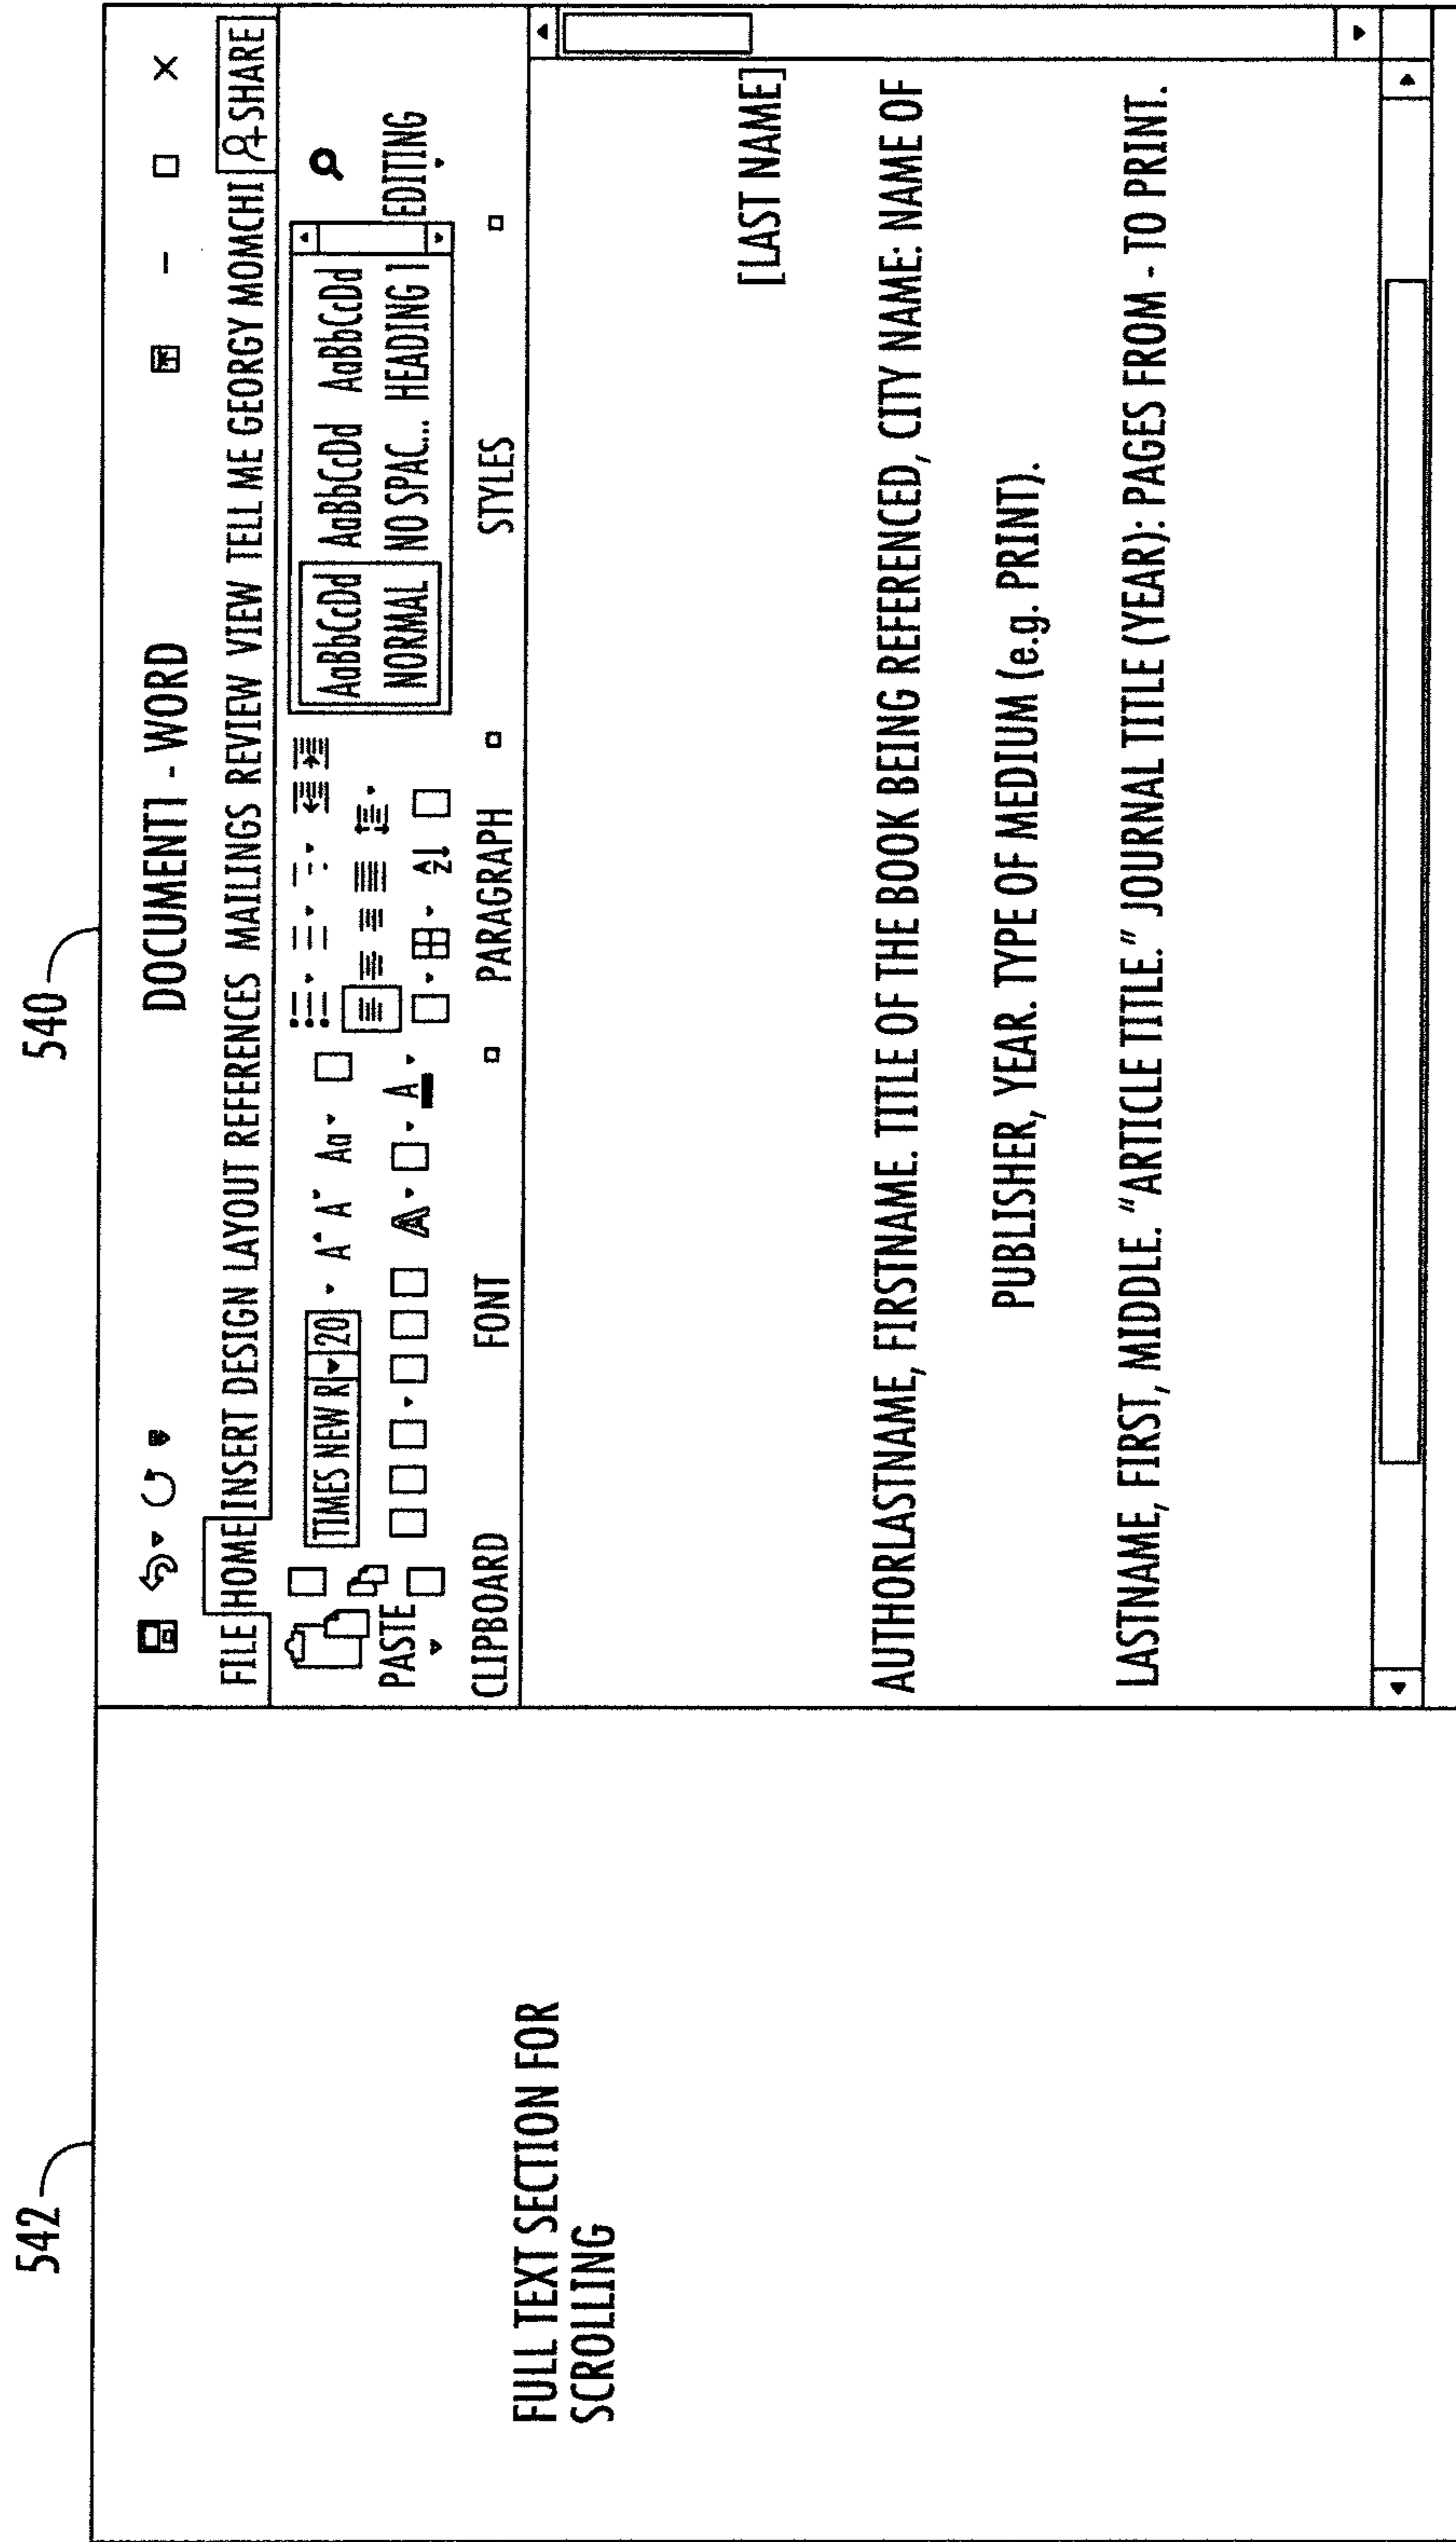 542
540
FULL TEXT SECTION FOR
SCROLLING
DOCUMENT1 - WORD
FILE HOME INSERT DESIGN LAYOUT REFERENCES MAILINGS REVIEW VIEW TELL ME GEORGY MOMCHI SHARE
TIMES NEW R 20 A A Aa AaBbCcDd AaBbCcDd AaBbCcDd
PASTE A A A Z NORMAL NO SPAC... HEADING 1 EDITING
CLIPBOARD FONT PARAGRAPH STYLES
[LAST NAME]
AUTHORLASTNAME, FIRSTNAME. TITLE OF THE BOOK BEING REFERENCED, CITY NAME: NAME OF
PUBLISHER, YEAR. TYPE OF MEDIUM (e.g. PRINT).
LASTNAME, FIRST, MIDDLE. "ARTICLE TITLE." JOURNAL TITLE (YEAR): PAGES FROM - TO PRINT.